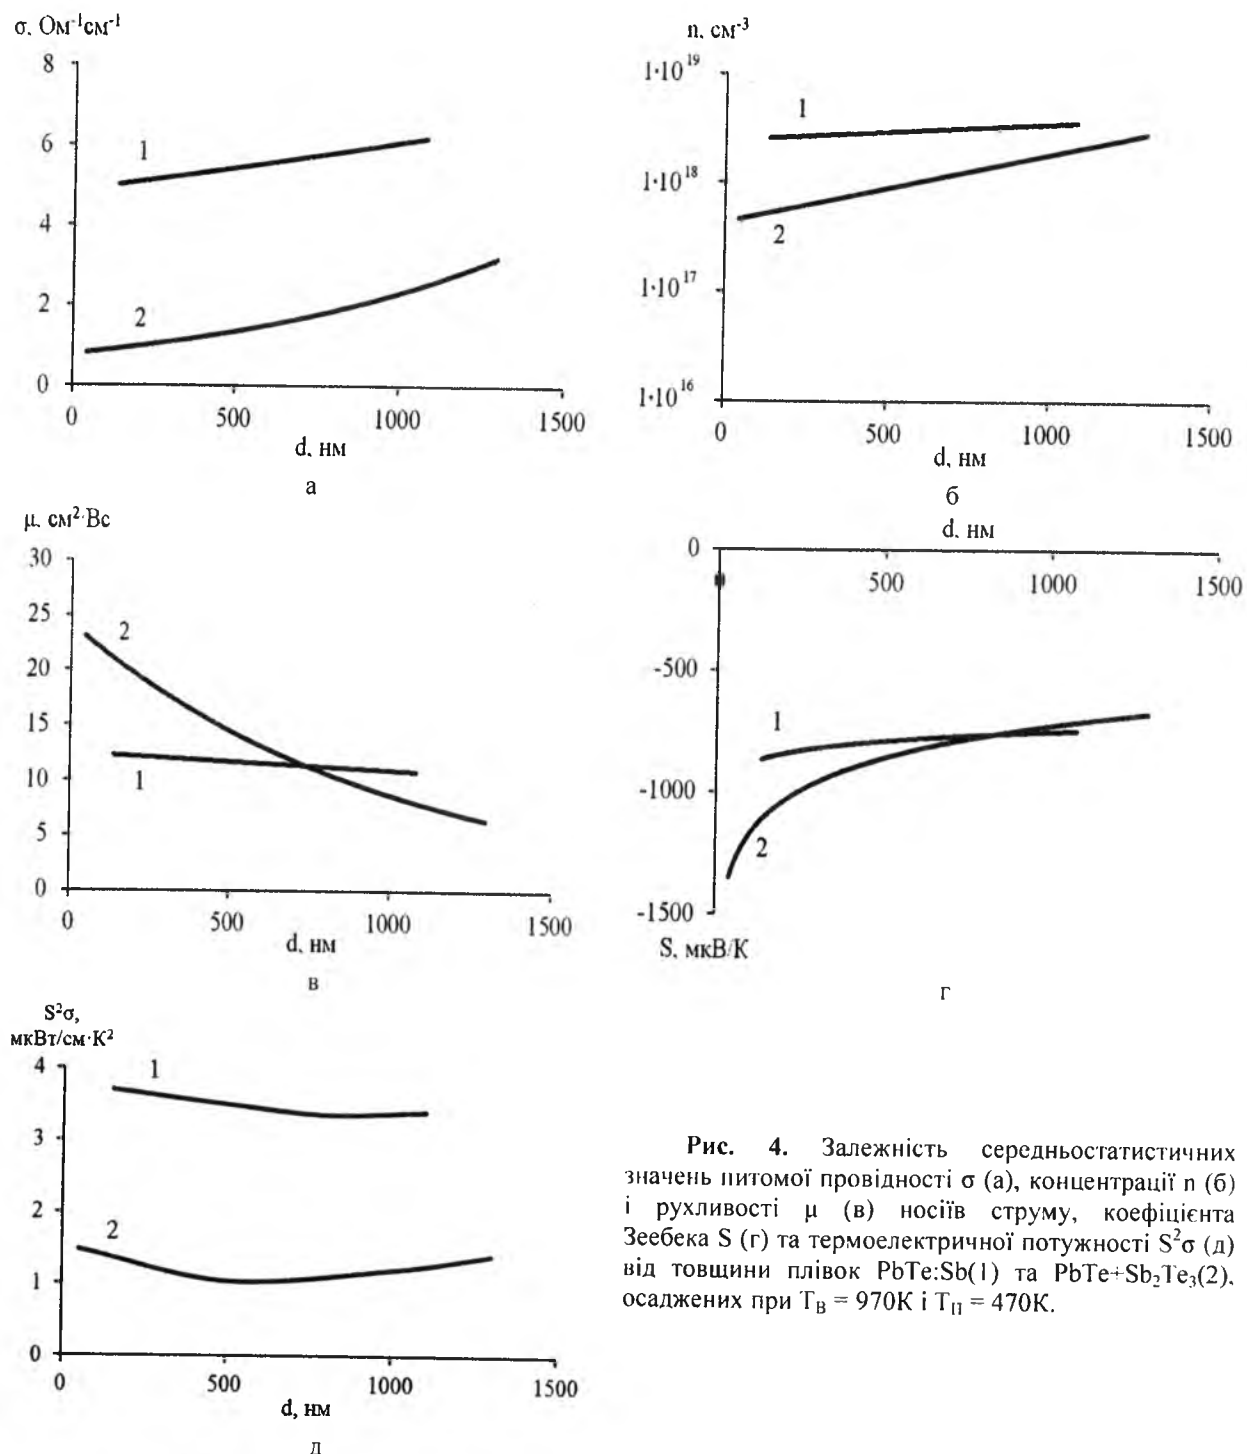 σ, Ом⁻¹см⁻¹
8
6
4
2
0
1
2
0
500
1000
1500
d, нм
а
n, см⁻³
1·10¹⁹
1·10¹⁸
1·10¹⁷
1·10¹⁶
1
2
0
500
1000
1500
d, нм
б
μ, см²·Вс
30
25
20
15
10
5
0
2
1
0
500
1000
1500
d, нм
в
d, нм
0
500
1000
1500
-500
-1000
-1500
1
2
S, мкВ/К
г
S²σ,
мкВт/см·К²
4
3
2
1
0
1
2
0
500
1000
1500
d, нм
д
Рис. 4. Залежність середньостатистичних
значень питомої провідності σ (а), концентрації n (б)
і рухливості μ (в) носіїв струму, коефіцієнта
Зеебека S (г) та термоелектричної потужності S²σ (д)
від товщини плівок PbTe:Sb(1) та PbTe+Sb₂Te₃(2),
осаджених при Т_В = 970К і Т_П = 470К.